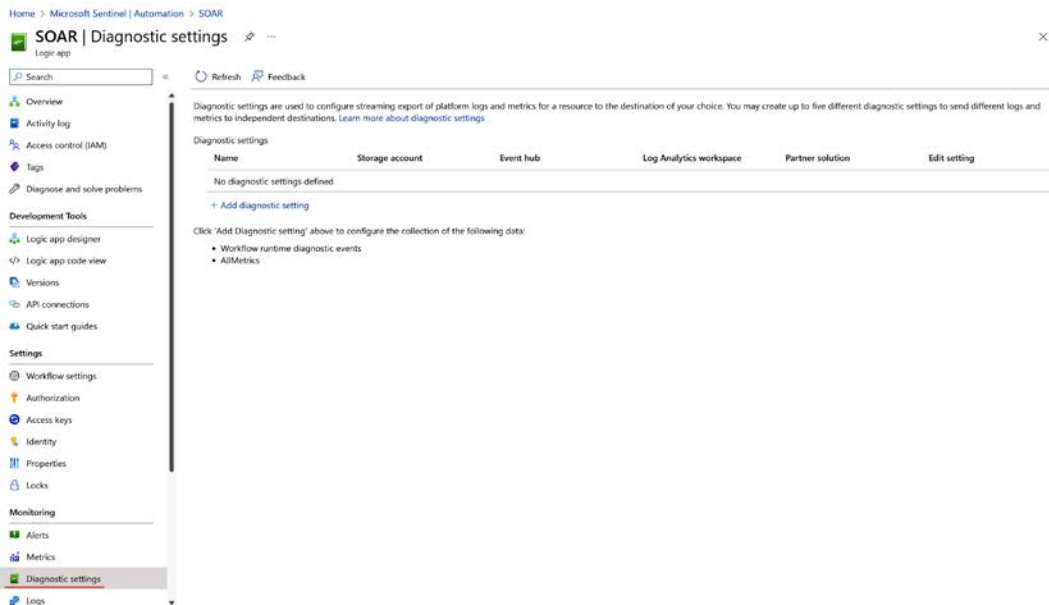 Home > Microsoft Sentinel | Automation > SOAR
SOAR | Diagnostic settings
Logic app
Search
Refresh Feedback
Overview
Activity log
Access control (IAM)
Tags
Diagnose and solve problems
Development Tools
Logic app designer
Logic app code view
Versions
API connections
Quick start guides
Settings
Workflow settings
Authorization
Access keys
Identity
Properties
Locks
Monitoring
Alerts
Metrics
Diagnostic settings
Logs
Diagnostic settings are used to configure streaming export of platform logs and metrics for a resource to the destination of your choice. You may create up to five different diagnostic settings to send different logs and
metrics to independent destinations. Learn more about diagnostic settings
Diagnostic settings
Name Storage account Event hub Log Analytics workspace Partner solution Edit setting
No diagnostic settings defined
+ Add diagnostic setting
Click 'Add Diagnostic setting' above to configure the collection of the following data:
• Workflow runtime diagnostic events
• AllMetrics